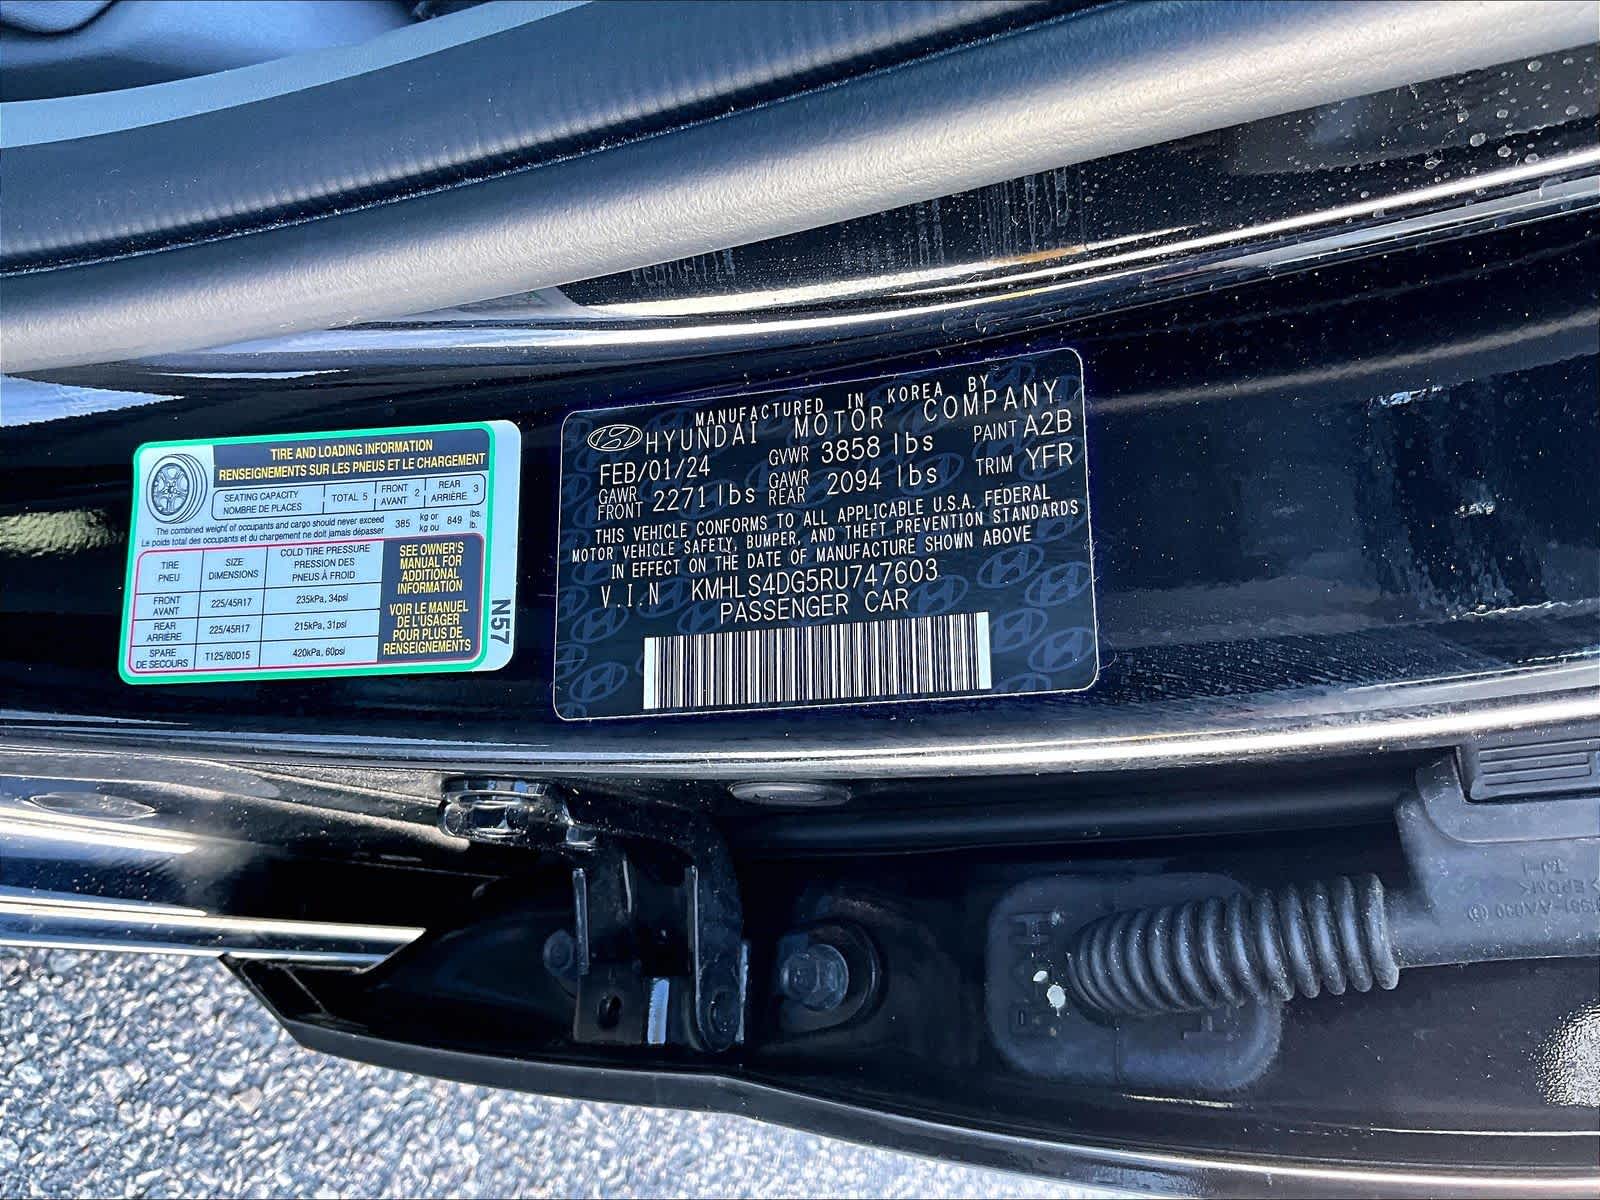 TIRE AND LOADING INFORMATION
RENSEIGNEMENTS SUR LES PNEUS ET LE CHARGEMENT
SEATING CAPACITY
NOMBRE DE PLACES
TOTAL 5
FRONT
AVANT 2
REAR
ARRIÈRE 3
The combined weight of occupants and cargo should never exceed
Le poids total des occupants et du chargement ne doit jamais dépasser
385 kg or
kg ou 849 lbs.
lb.
TIRE
PNEU
SIZE
DIMENSIONS
COLD TIRE PRESSURE
PRESSION DES
PNEUS À FROID
FRONT
AVANT
225/45R17
235kPa, 34psi
REAR
ARRIÈRE
225/45R17
215kPa, 31psi
SPARE
DE SECOURS
T125/80D15
420kPa, 60psi
SEE OWNER'S
MANUAL FOR
ADDITIONAL
INFORMATION
VOIR LE MANUEL
DE L'USAGER
POUR PLUS DE
RENSEIGNEMENTS
N57
MANUFACTURED IN KOREA BY
HYUNDAI MOTOR COMPANY
FEB/01/24 GVWR 3858 lbs PAINT A2B
GAWR
FRONT 2271 lbs GAWR
REAR 2094 lbs TRIM YFR
THIS VEHICLE CONFORMS TO ALL APPLICABLE U.S.A. FEDERAL
MOTOR VEHICLE SAFETY, BUMPER, AND THEFT PREVENTION STANDARDS
IN EFFECT ON THE DATE OF MANUFACTURE SHOWN ABOVE
V.I.N KMHLS4DG5RU747603
PASSENGER CAR